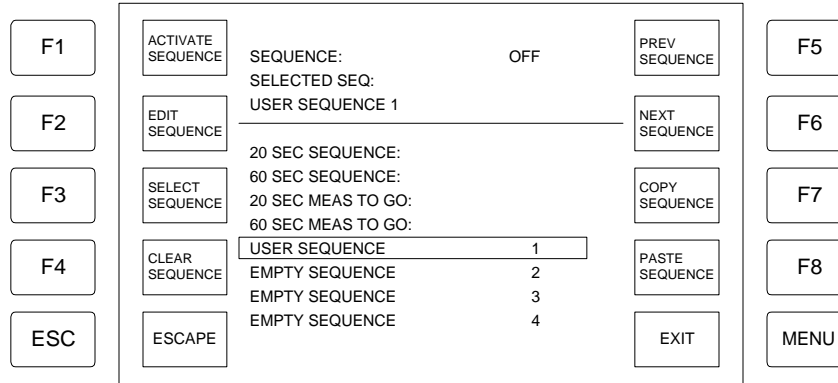 F1
ACTIVATE
SEQUENCE
SEQUENCE: OFF
PREV
SEQUENCE
F5
SELECTED SEQ:
F2
EDIT
SEQUENCE
USER SEQUENCE 1
NEXT
SEQUENCE
F6
20 SEC SEQUENCE:
60 SEC SEQUENCE:
F3
SELECT
SEQUENCE
20 SEC MEAS TO GO:
COPY
SEQUENCE
F7
60 SEC MEAS TO GO:
USER SEQUENCE 1
F4
CLEAR
SEQUENCE
EMPTY SEQUENCE 2
PASTE
SEQUENCE
F8
EMPTY SEQUENCE 3
EMPTY SEQUENCE 4
ESC
ESCAPE
EXIT
MENU